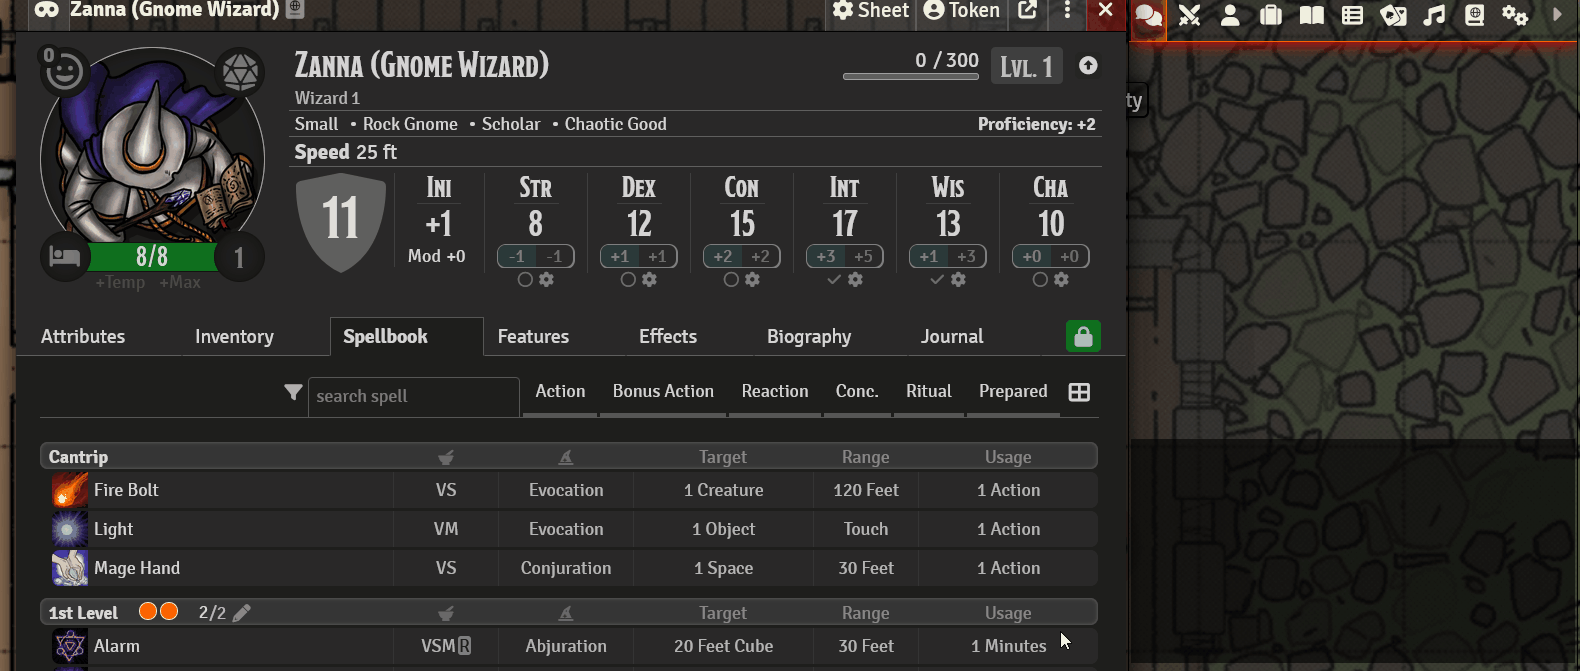 Zanna (Gnome Wizard) Sheet Token
0
ZANNA (GNOME WIZARD) 0 / 300 LVL. 1
Wizard 1
Small • Rock Gnome • Scholar • Chaotic Good Proficiency: +2
Speed 25 ft
ty
11 INI STR DEX CON INT WIS CHA
+1 8 12 15 17 13 10
Mod +0 -1 -1 +1 +1 +2 +2 +3 +5 +1 +3 +0 +0
8/8 1
+Temp +Max
Attributes Inventory Spellbook Features Effects Biography Journal
search spell Action Bonus Action Reaction Conc. Ritual Prepared
Cantrip Target Range Usage
Fire Bolt VS Evocation 1 Creature 120 Feet 1 Action
Light VM Evocation 1 Object Touch 1 Action
Mage Hand VS Conjuration 1 Space 30 Feet 1 Action
1st Level 2/2 Target Range Usage
Alarm VSM R Abjuration 20 Feet Cube 30 Feet 1 Minutes